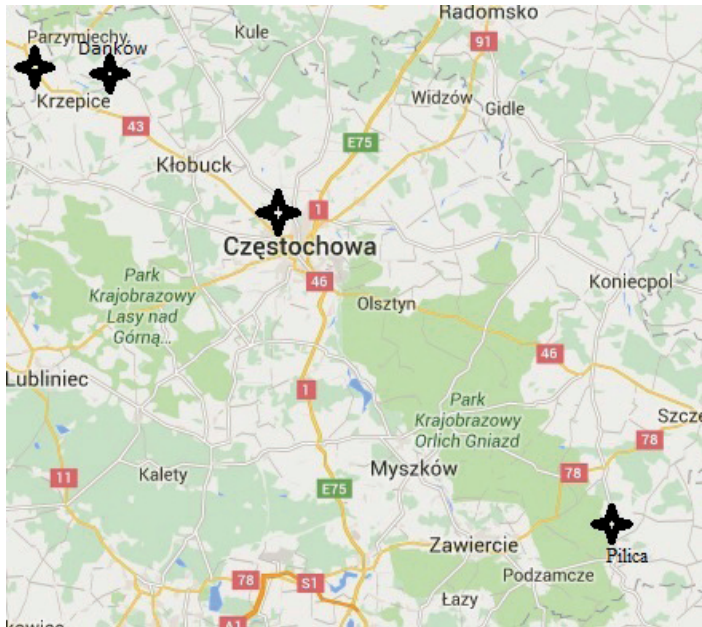 Radomsko
Parzymiechy
Dańków
Kule
91
Krzepice
Widzów
Gidle
43
E75
Kłobuck
1
Częstochowa
46
Park
Krajobrazowy
Lasy nad
Górną...
Koniecpol
Olsztyn
46
Lubliniec
1
Park
Krajobrazowy
Orlich Gniazd
Szcze
78
Myszków
78
11
Kalety
E75
Zawiercie
Pilica
Podzamcze
78
S1
Łazy
A1